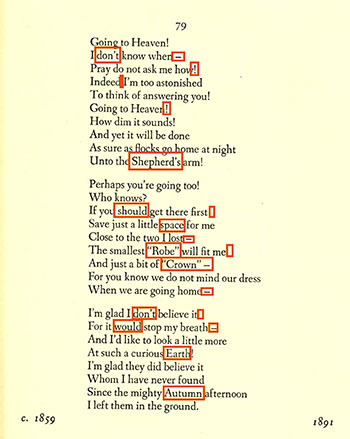 79
Going to Heaven!
I don't know when –
Pray do not ask me how!
Indeed I'm too astonished
To think of answering you!
Going to Heaven!
How dim it sounds!
And yet it will be done
As sure as flocks go home at night
Unto the Shepherd's arm!
Perhaps you're going too!
Who knows?
If you should get there first
Save just a little space for me
Close to the two I lost –
The smallest "Robe" will fit me
And just a bit of "Crown" –
For you know we do not mind our dress
When we are going home –
I'm glad I don't believe it
For it would stop my breath –
And I'd like to look a little more
At such a curious Earth!
I'm glad they did believe it
Whom I have never found
Since the mighty Autumn afternoon
I left them in the ground.
c. 1859 1891